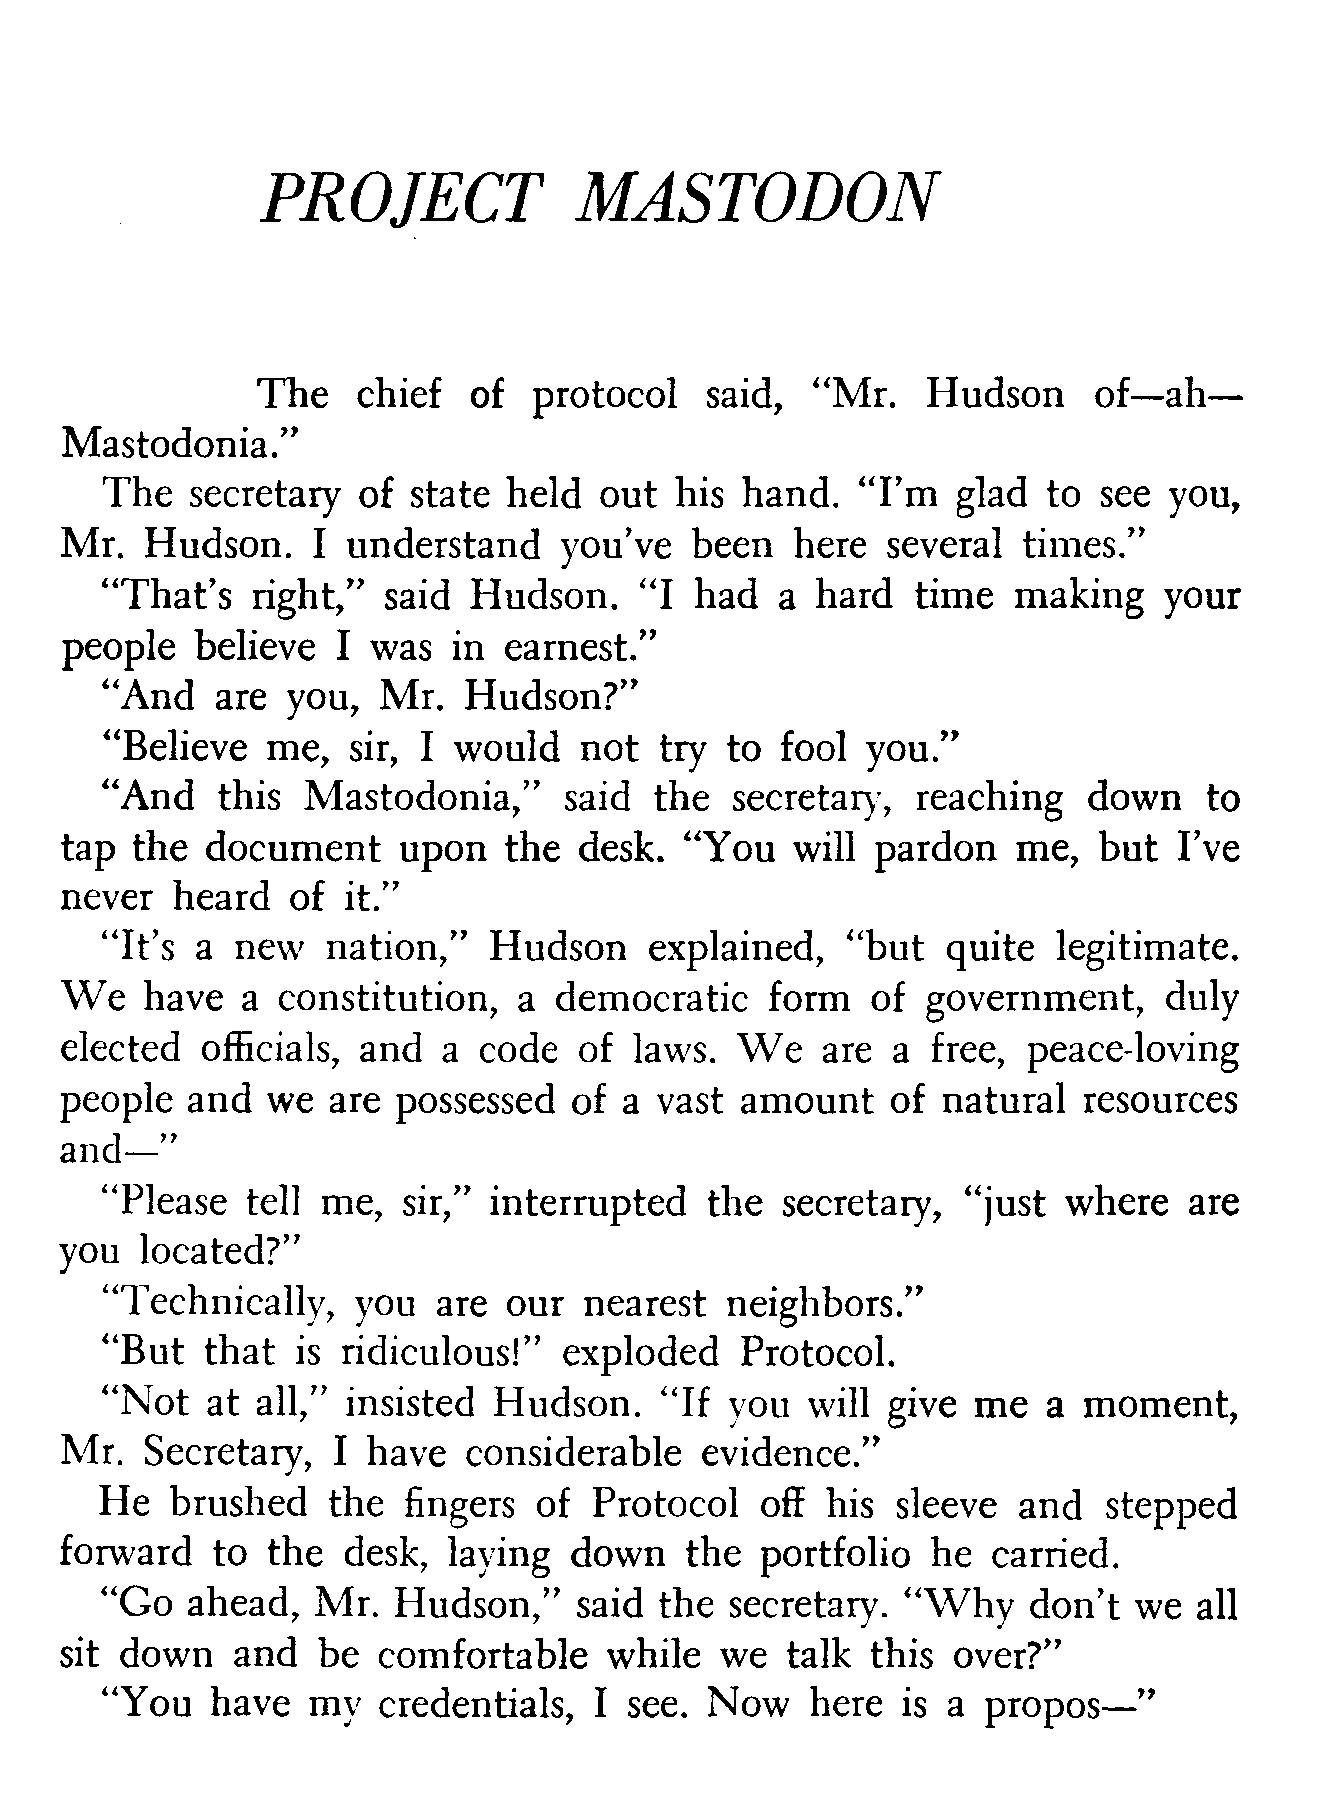 PROJECT MASTODON
The chief of protocol said, “Mr. Hudson of—ah—
Mastodonia.”
The secretary of state held out his hand. “I’m glad to see you,
Mr. Hudson. I understand you’ve been here several times.”
“That’s right,” said Hudson. “I had a hard time making your
people believe I was in earnest.”
“And are you, Mr. Hudson?”
“Believe me, sir, I would not try to fool you.”
“And this Mastodonia,” said the secretary, reaching down to
tap the document upon the desk. “You will pardon me, but I’ve
never heard of it.”
“It’s a new nation,” Hudson explained, “but quite legitimate.
We have a constitution, a democratic form of government, duly
elected officials, and a code of laws. We are a free, peace-loving
people and we are possessed of a vast amount of natural resources
and—”
“Please tell me, sir,” interrupted the secretary, “just where are
you located?”
“Technically, you are our nearest neighbors.”
“But that is ridiculous!” exploded Protocol.
“Not at all,” insisted Hudson. “If you will give me a moment,
Mr. Secretary, I have considerable evidence.”
He brushed the fingers of Protocol off his sleeve and stepped
forward to the desk, laying down the portfolio he carried.
“Go ahead, Mr. Hudson,” said the secretary. “Why don’t we all
sit down and be comfortable while we talk this over?”
“You have my credentials, I see. Now here is a propos—”